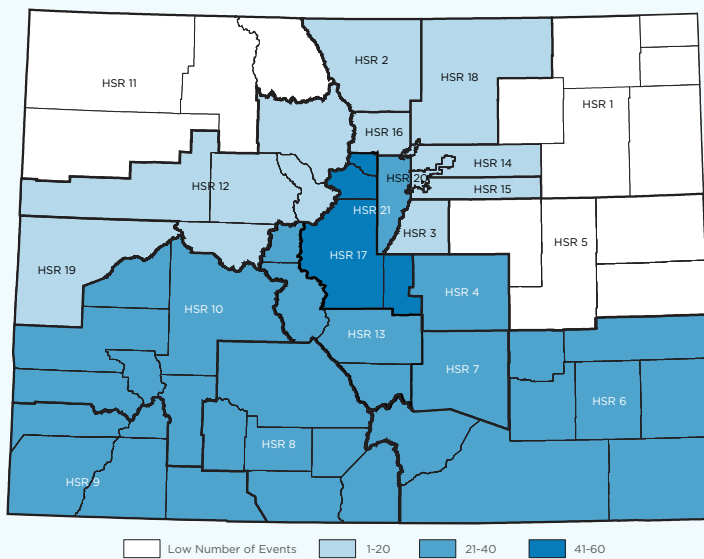 HSR 2
HSR 18
HSR 11
HSR 1
HSR 16
HSR 14
HSR 20
HSR 12
HSR 15
HSR 21
HSR 3
HSR 5
HSR 17
HSR 19
HSR 4
HSR 10
HSR 13
HSR 7
HSR 6
HSR 8
HSR 9
Low Number of Events
1-20
21-40
41-60